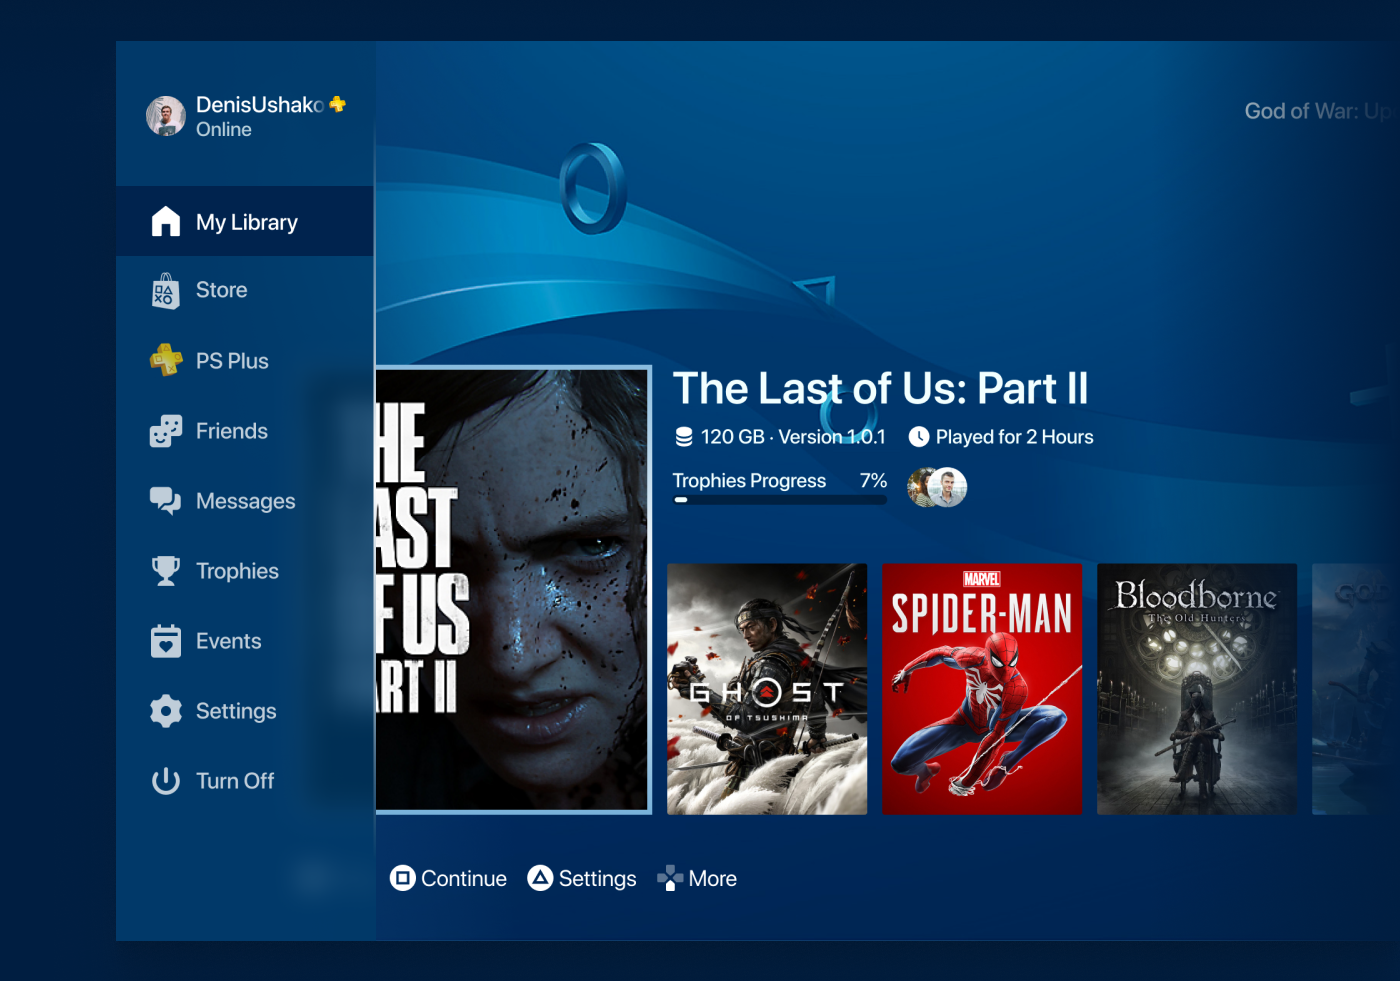 DenisUshako
Online
God of War: Up
My Library
Store
PS Plus
Friends
Messages
Trophies
Events
Settings
Turn Off
HE
AST
F US
ART II
The Last of Us: Part II
120 GB · Version 1.0.1
Played for 2 Hours
Trophies Progress 7%
GHOST
OF TSUSHIMA
MARVEL
SPIDER-MAN
Bloodborne
The Old Hunters
GOD
Continue
Settings
More